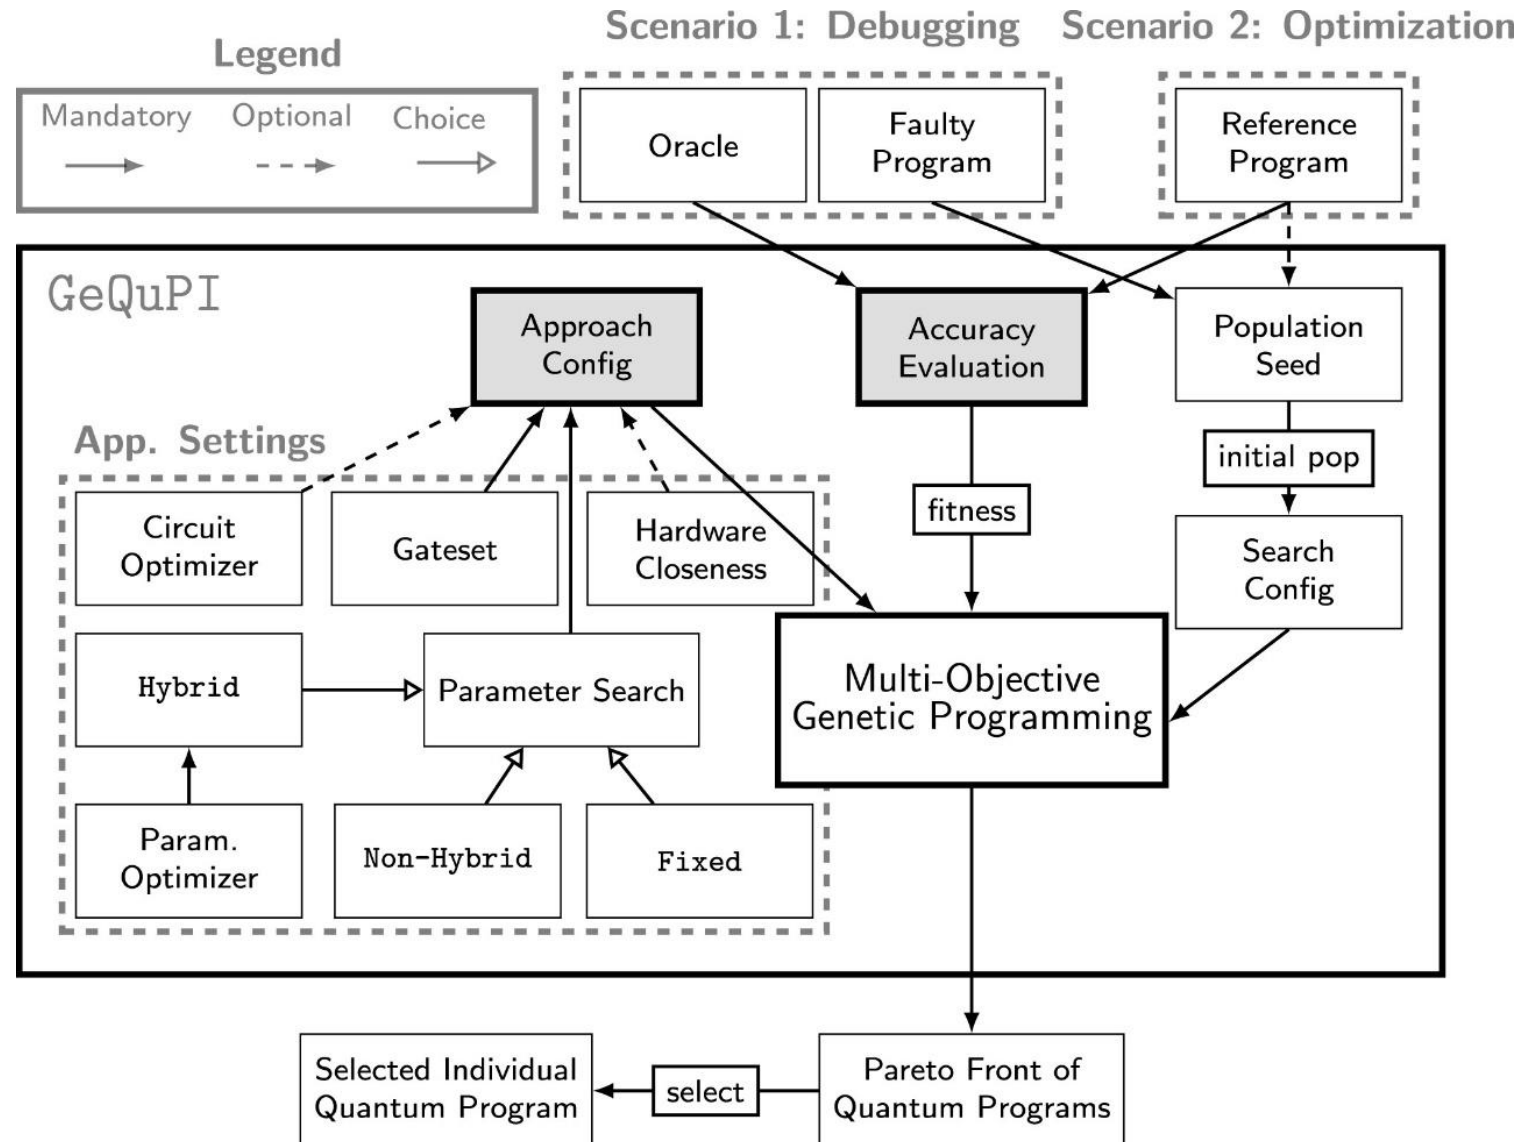 Scenario 1: Debugging
Scenario 2: Optimization
Legend
Mandatory
Optional
Choice
Oracle
Faulty
Program
Reference
Program
GeQuPI
Approach
Config
Accuracy
Evaluation
Population
Seed
App. Settings
initial pop
Circuit
Optimizer
Gateset
Hardware
Closeness
fitness
Search
Config
Hybrid
Parameter Search
Multi-Objective
Genetic Programming
Param.
Optimizer
Non-Hybrid
Fixed
Selected Individual
Quantum Program
select
Pareto Front of
Quantum Programs